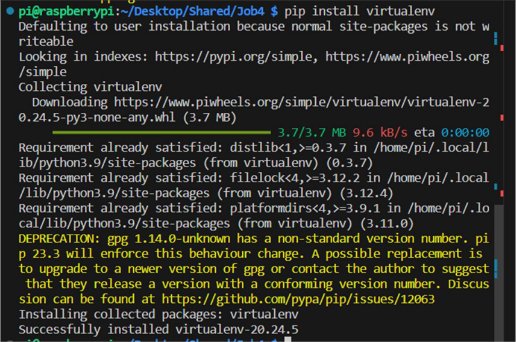 pi@raspberrypi:~/Desktop/Shared/Job4 $ pip install virtualenv
Defaulting to user installation because normal site-packages is not w
riteable
Looking in indexes: https://pypi.org/simple, https://www.piwheels.org
/simple
Collecting virtualenv
  Downloading https://www.piwheels.org/simple/virtualenv/virtualenv-2
0.24.5-py3-none-any.whl (3.7 MB)
3.7/3.7 MB 9.6 kB/s eta 0:00:00
Requirement already satisfied: distlib<1,>=0.3.7 in /home/pi/.local/l
ib/python3.9/site-packages (from virtualenv) (0.3.7)
Requirement already satisfied: filelock<4,>=3.12.2 in /home/pi/.local
/lib/python3.9/site-packages (from virtualenv) (3.12.4)
Requirement already satisfied: platformdirs<4,>=3.9.1 in /home/pi/.lo
cal/lib/python3.9/site-packages (from virtualenv) (3.11.0)
DEPRECATION: gpg 1.14.0-unknown has a non-standard version number. pi
p 23.3 will enforce this behaviour change. A possible replacement is
to upgrade to a newer version of gpg or contact the author to suggest
 that they release a version with a conforming version number. Discus
sion can be found at https://github.com/pypa/pip/issues/12063
Installing collected packages: virtualenv
Successfully installed virtualenv-20.24.5